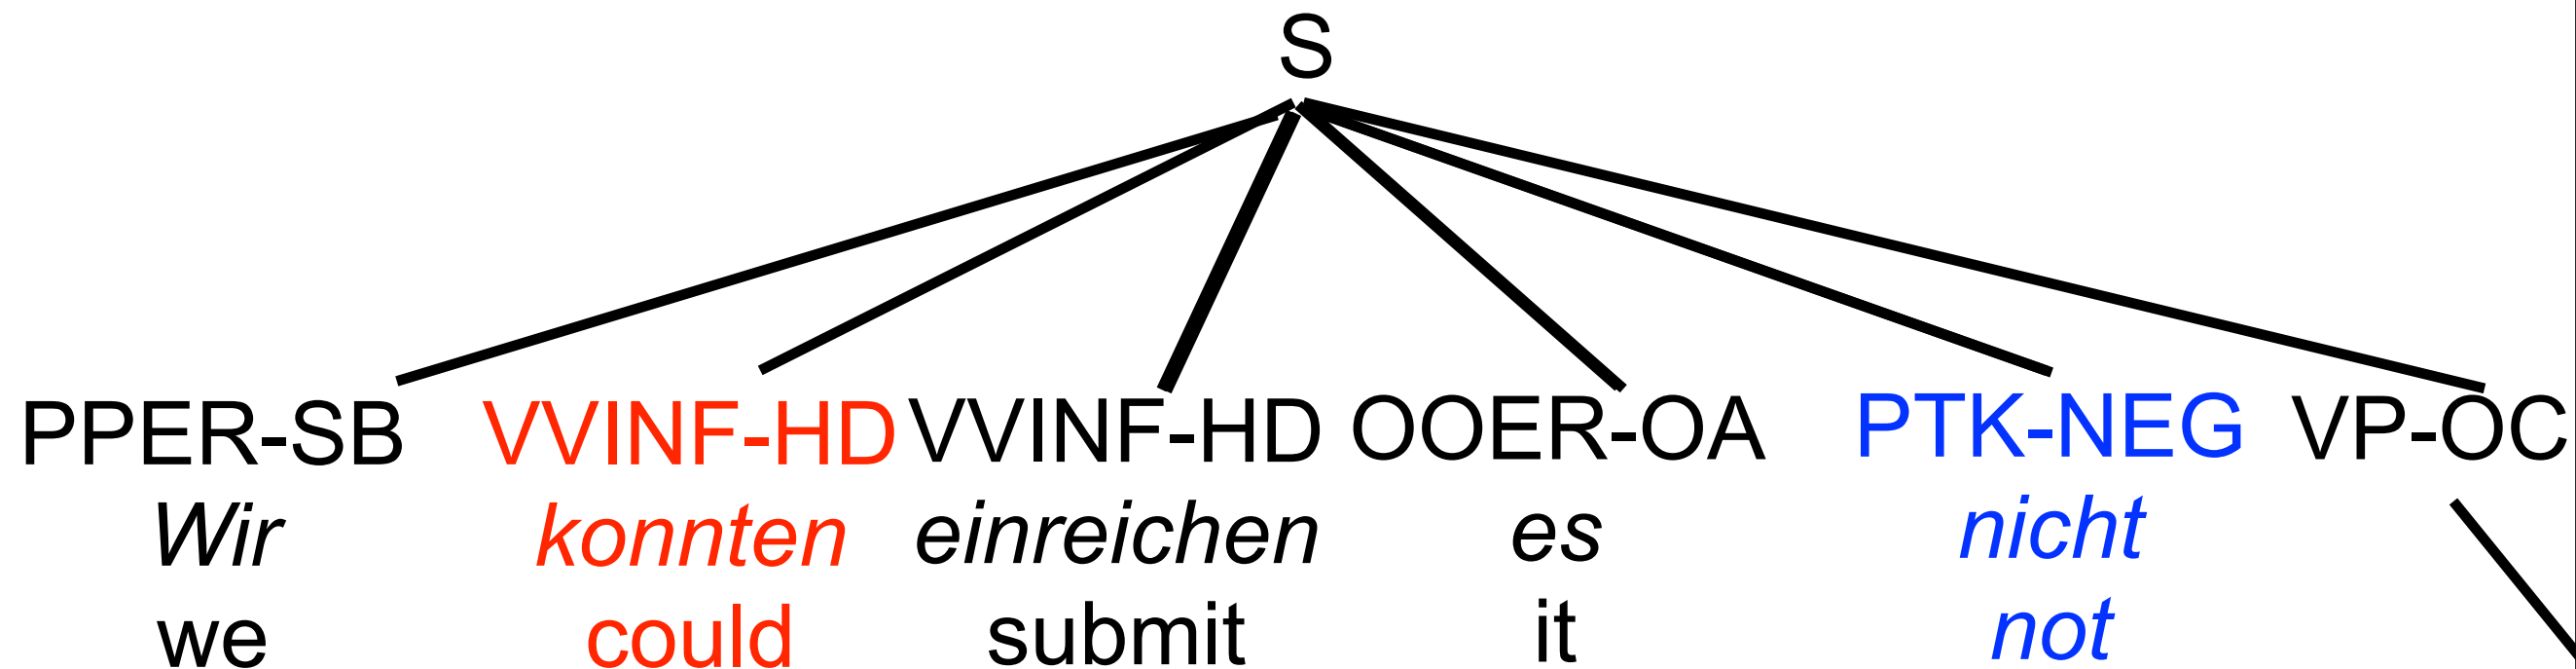 S
PPER-SB VVINF-HD VVINF-HD OOER-OA PTK-NEG VP-OC
Wir konnten einreichen es nicht
we could submit it not